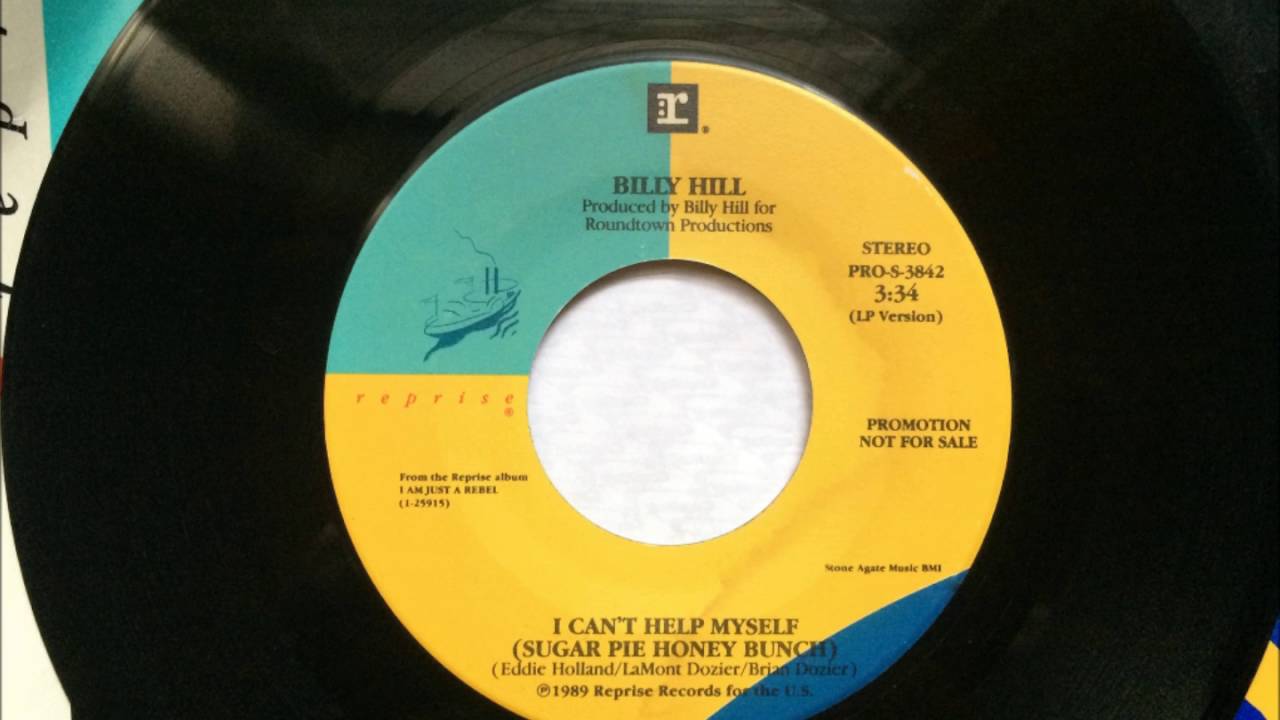 r
BILLY HILL
Produced by Billy Hill for
Roundtown Productions
STEREO
PRO-S-3842
3:34
(LP Version)
reprise
®
PROMOTION
NOT FOR SALE
From the Reprise album
I AM JUST A REBEL
(1-25915)
Stone Agate Music BMI
I CAN'T HELP MYSELF
(SUGAR PIE HONEY BUNCH)
(Eddie Holland/LaMont Dozier/Brian Dozier)
℗1989 Reprise Records for the U.S.